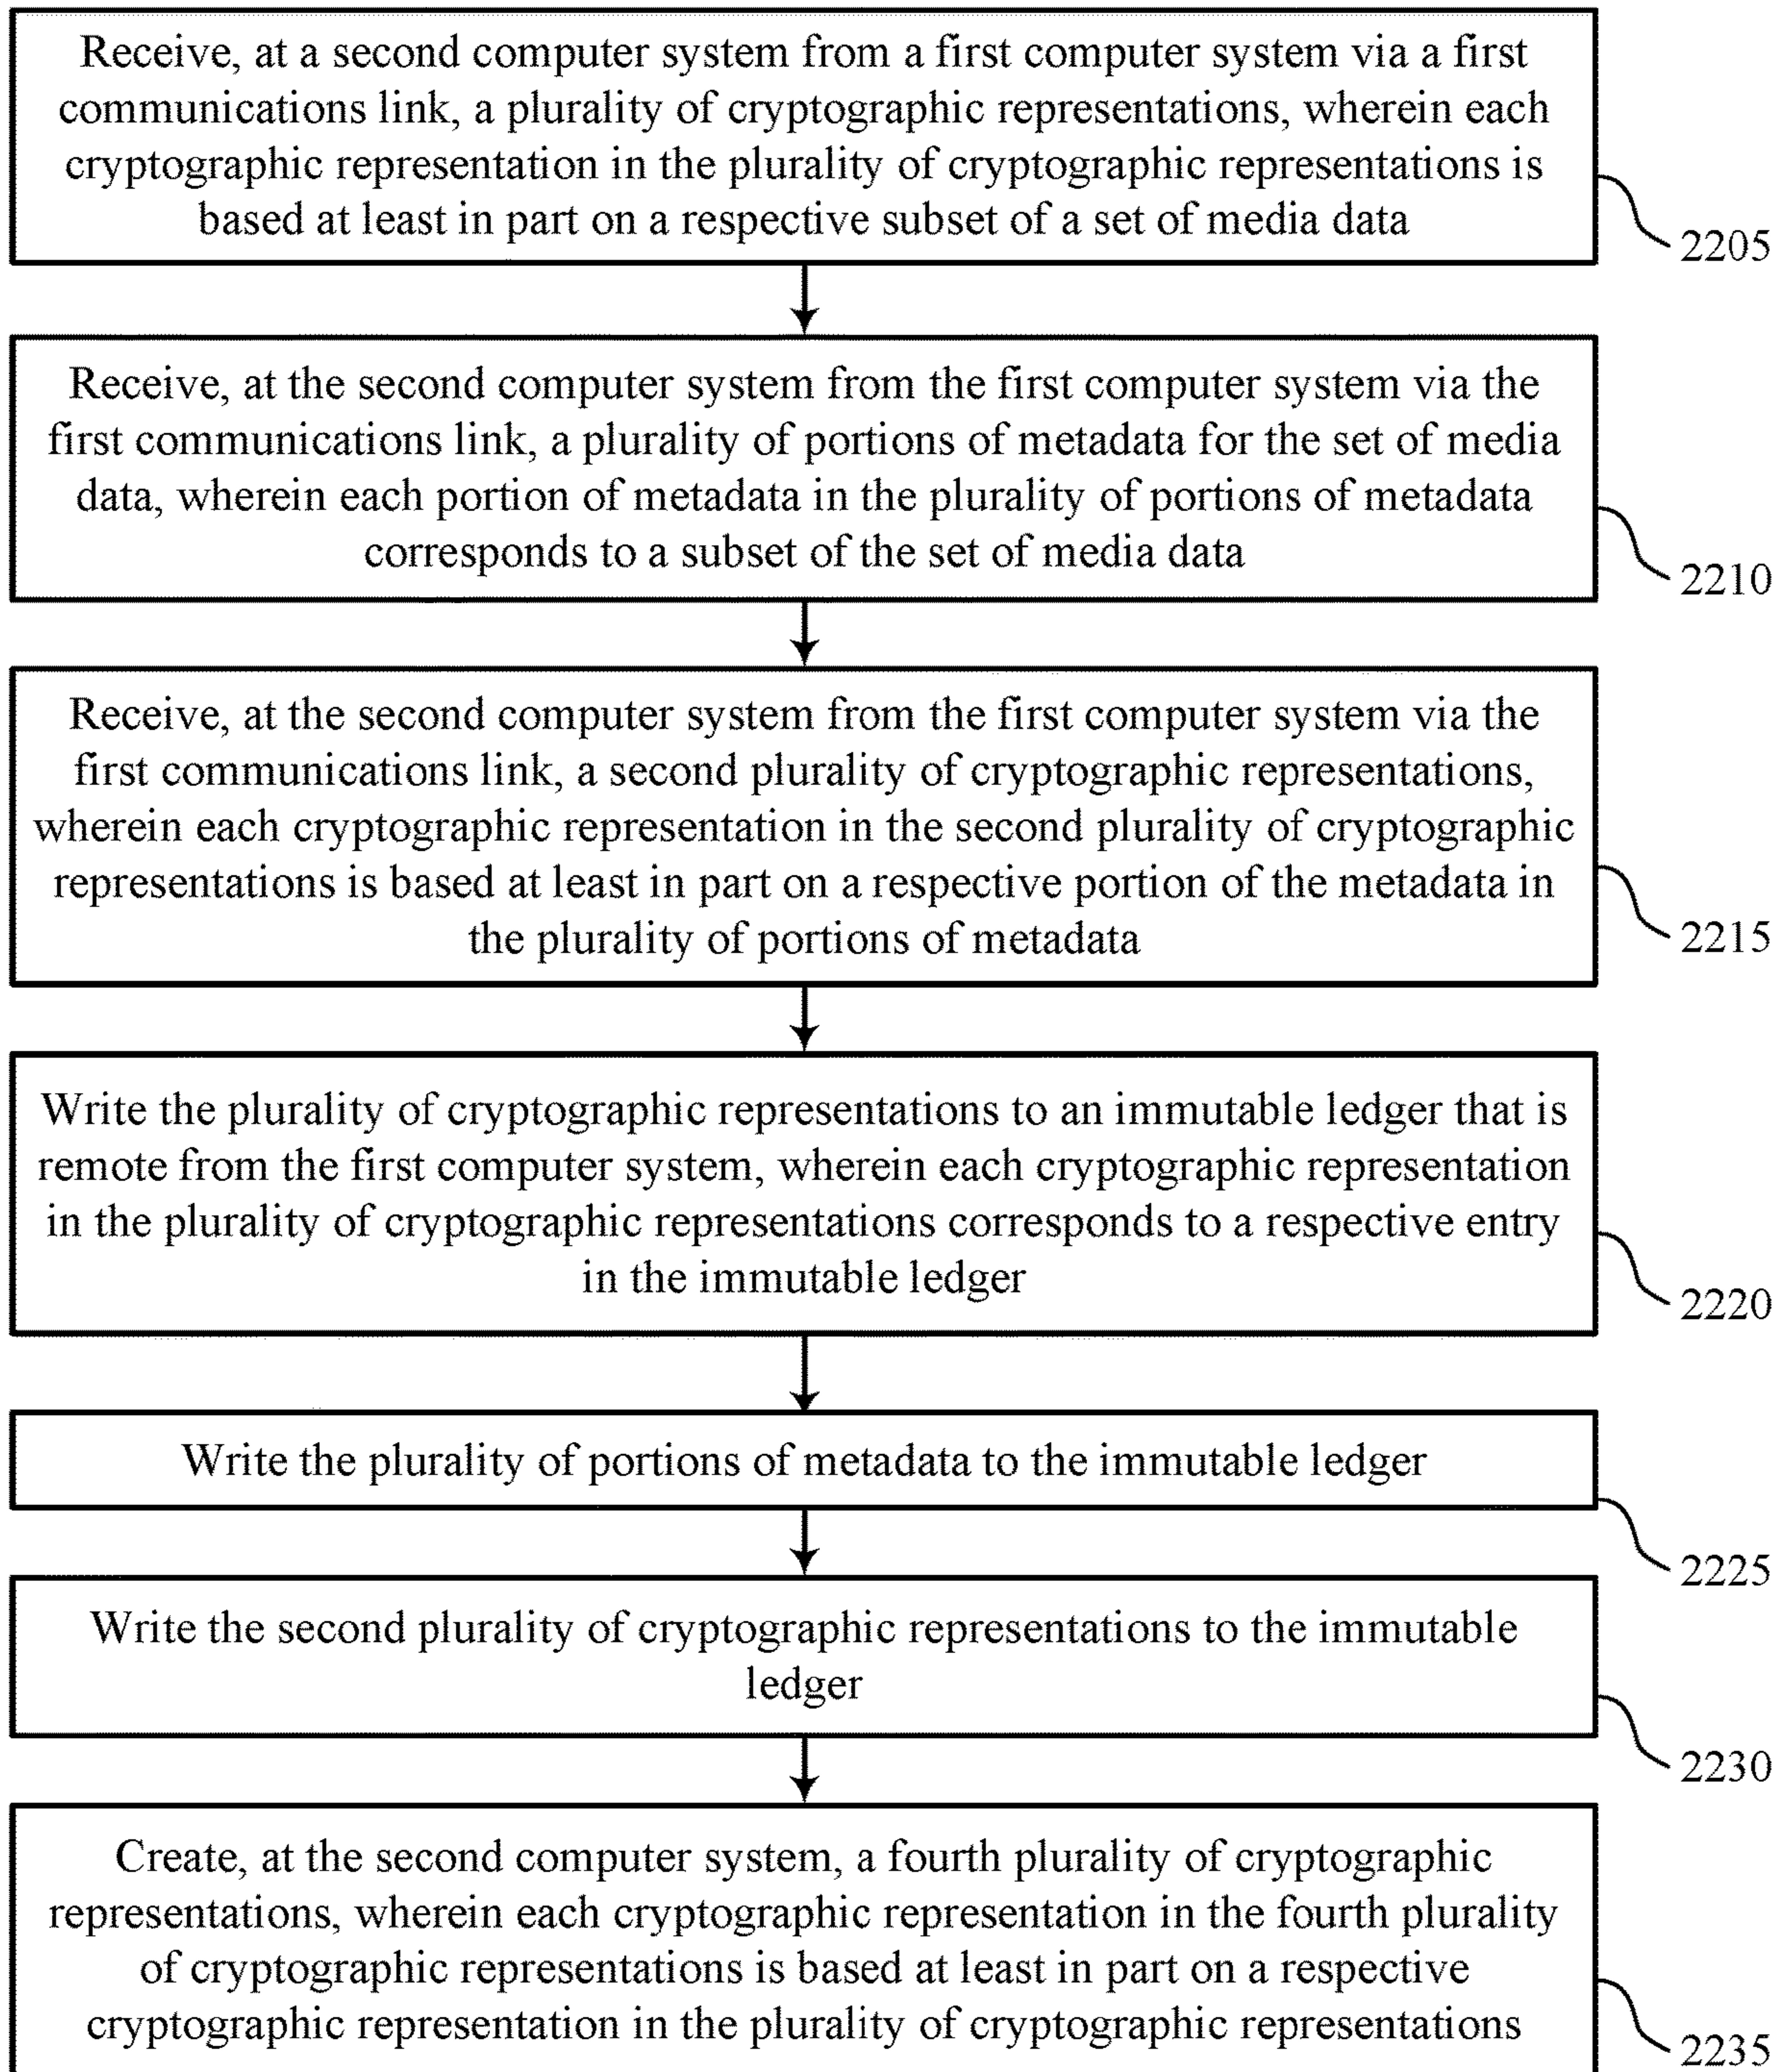 Receive, at a second computer system from a first computer system via a first
communications link, a plurality of cryptographic representations, wherein each
cryptographic representation in the plurality of cryptographic representations is
based at least in part on a respective subset of a set of media data
2205
Receive, at the second computer system from the first computer system via the
first communications link, a plurality of portions of metadata for the set of media
data, wherein each portion of metadata in the plurality of portions of metadata
corresponds to a subset of the set of media data
2210
Receive, at the second computer system from the first computer system via the
first communications link, a second plurality of cryptographic representations,
wherein each cryptographic representation in the second plurality of cryptographic
representations is based at least in part on a respective portion of the metadata in
the plurality of portions of metadata
2215
Write the plurality of cryptographic representations to an immutable ledger that is
remote from the first computer system, wherein each cryptographic representation
in the plurality of cryptographic representations corresponds to a respective entry
in the immutable ledger
2220
Write the plurality of portions of metadata to the immutable ledger
2225
Write the second plurality of cryptographic representations to the immutable
ledger
2230
Create, at the second computer system, a fourth plurality of cryptographic
representations, wherein each cryptographic representation in the fourth plurality
of cryptographic representations is based at least in part on a respective
cryptographic representation in the plurality of cryptographic representations
2235